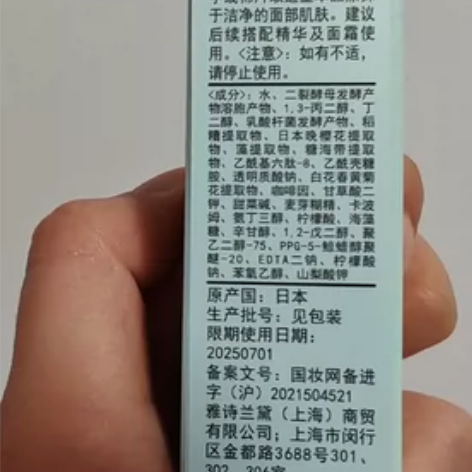 于洁净的面部肌肤。建议
后续搭配精华及面霜使
用。<注意>：如有不适，
请停止使用。
<成分>：水、二裂酵母发酵产
物溶胞产物、1,3-丙二醇、丁
二醇、乳酸杆菌发酵产物、稻
糟提取物、日本晚樱花提取
物、藻提取物、糖海带提取
物、乙酰基六肽-8、乙酰壳糖
胺、透明质酸钠、白花春黄菊
花提取物、咖啡因、甘草酸二
钾、甜菜碱、麦芽糊精、卡波
姆、氨丁三醇、柠檬酸、海藻
糖、辛甘醇、1,2-戊二醇、聚
乙二醇-75、PPG-5-鲸蜡醇聚
醚-20、EDTA二钠、柠檬酸
钠、苯氧乙醇、山梨酸钾
原产国：日本
生产批号：见包装
限期使用日期：
20250701
备案文号：国妆网备进
字（沪）2021504521
雅诗兰黛（上海）商贸
有限公司；上海市闵行
区金都路3688号301、
302、306室